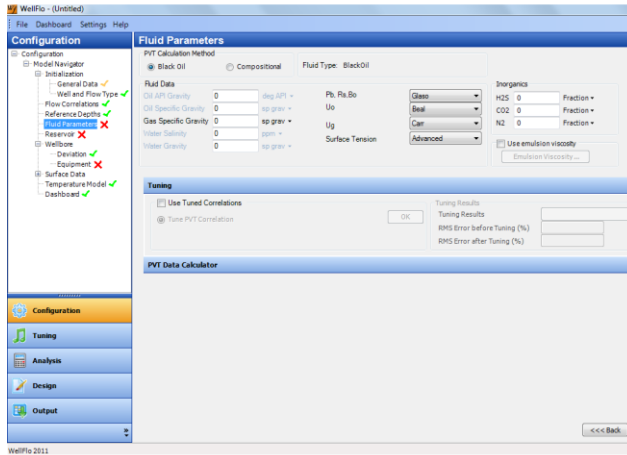 WellFlo - (Untitled)
File Dashboard Settings Help
Configuration
Fluid Parameters
Configuration
Model Navigator
Initialization
General Data
Well and Flow Type
Flow Correlations
Reference Depths
Fluid Parameters
Reservoir
Wellbore
Deviation
Equipment
Surface Data
Temperature Model
Dashboard
PVT Calculation Method
Black Oil Compositional Fluid Type: BlackOil
Fluid Data
Oil API Gravity 0 deg API
Oil Specific Gravity 0 sp grav
Gas Specific Gravity 0 sp grav
Water Salinity 0 ppm
Water Gravity 0 sp grav
Pb, Rs,Bo Glaso
Uo Beal
Ug Carr
Surface Tension Advanced
Inorganics
H2S 0 Fraction
CO2 0 Fraction
N2 0 Fraction
Use emulsion viscosity
Emulsion Viscosity ...
Tuning
Use Tuned Correlations
Tune PVT Correlation OK
Tuning Results
Tuning Results
RMS Error before Tuning (%)
RMS Error after Tuning (%)
PVT Data Calculator
Configuration
Tuning
Analysis
Design
Output
<<< Back
WellFlo 2011